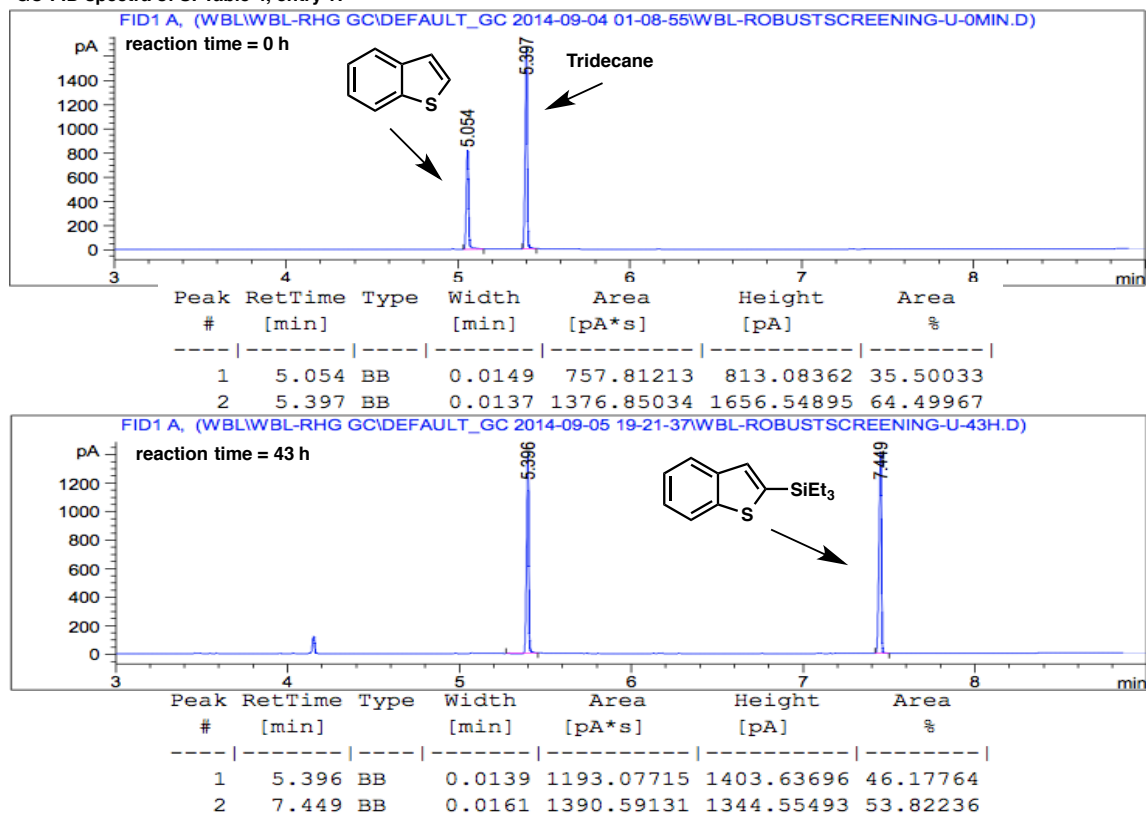 FID1 A, (WBL\WBL-RHG GC\DEFAULT_GC 2014-09-04 01-08-55\WBL-ROBUSTSCREENING-U-0MIN.D)
pA
reaction time = 0 h
5.054
5.397
Tridecane
S
1400
1200
1000
800
600
400
200
0
3 4 5 6 7 8 min
Peak RetTime Type Width Area Height Area
# [min] [min] [pA*s] [pA] %
----|-------|----|-------|----------|----------|--------|
1 5.054 BB 0.0149 757.81213 813.08362 35.50033
2 5.397 BB 0.0137 1376.85034 1656.54895 64.49967
FID1 A, (WBL\WBL-RHG GC\DEFAULT_GC 2014-09-05 19-21-37\WBL-ROBUSTSCREENING-U-43H.D)
pA
reaction time = 43 h
5.396
7.449
SiEt3
S
1200
1000
800
600
400
200
0
3 4 5 6 7 8 min
Peak RetTime Type Width Area Height Area
# [min] [min] [pA*s] [pA] %
----|-------|----|-------|----------|----------|--------|
1 5.396 BB 0.0139 1193.07715 1403.63696 46.17764
2 7.449 BB 0.0161 1390.59131 1344.55493 53.82236